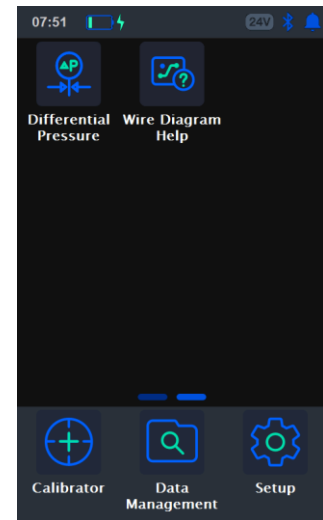 07:51 24V
ΔP
Differential Pressure
Wire Diagram Help
Calibrator
Data Management
Setup